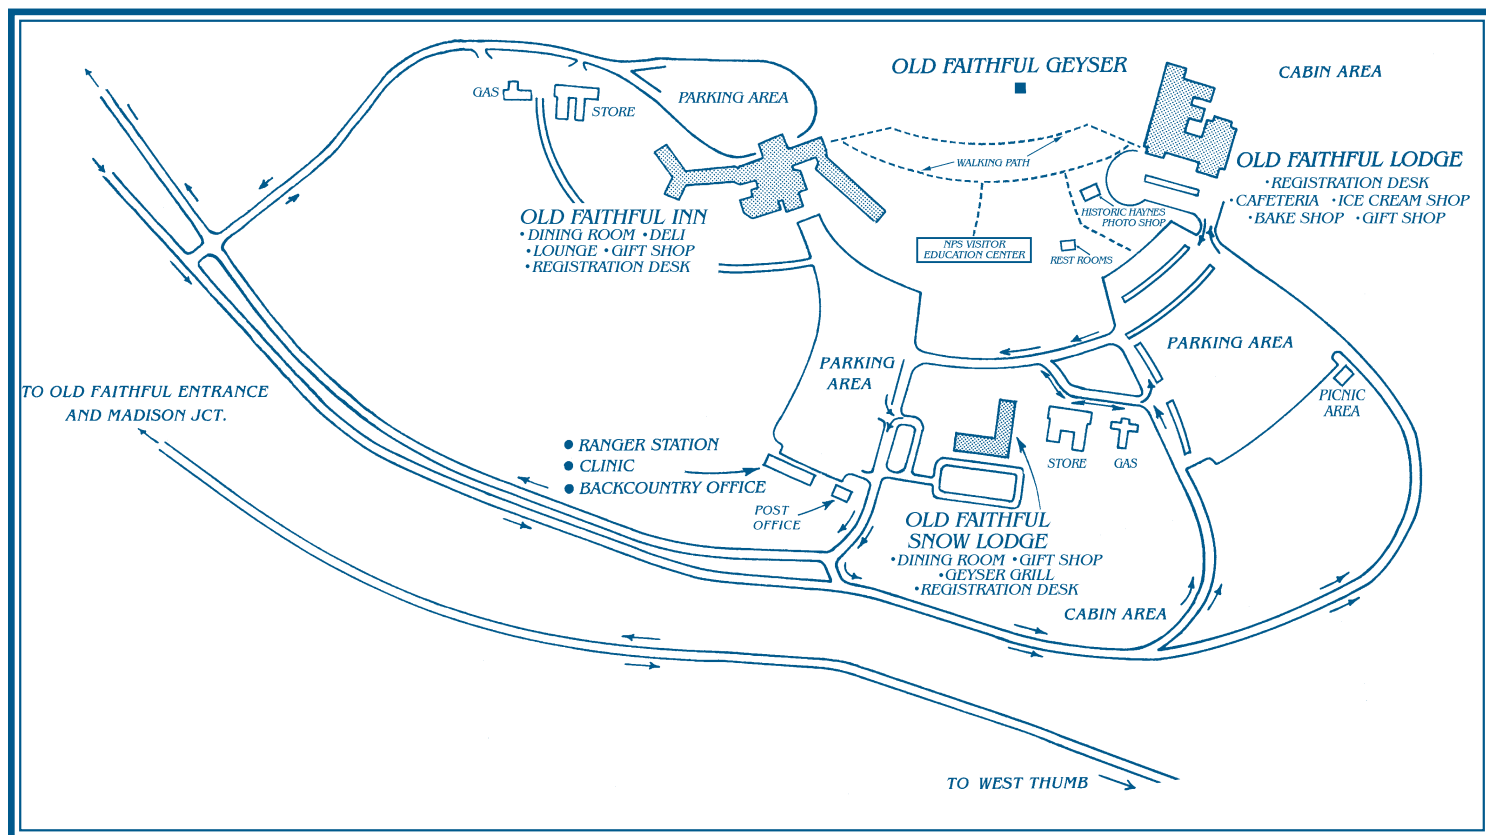 OLD FAITHFUL GEYSER
CABIN AREA
GAS
STORE
PARKING AREA
WALKING PATH
OLD FAITHFUL LODGE
•REGISTRATION DESK
•CAFETERIA •ICE CREAM SHOP
•BAKE SHOP •GIFT SHOP
HISTORIC HAYNES
PHOTO SHOP
OLD FAITHFUL INN
•DINING ROOM •DELI
•LOUNGE •GIFT SHOP
•REGISTRATION DESK
NPS VISITOR
EDUCATION CENTER
REST ROOMS
PARKING AREA
PARKING
AREA
TO OLD FAITHFUL ENTRANCE
AND MADISON JCT.
PICNIC
AREA
● RANGER STATION
● CLINIC
● BACKCOUNTRY OFFICE
STORE
GAS
POST
OFFICE
OLD FAITHFUL
SNOW LODGE
•DINING ROOM •GIFT SHOP
•GEYSER GRILL
•REGISTRATION DESK
CABIN AREA
TO WEST THUMB